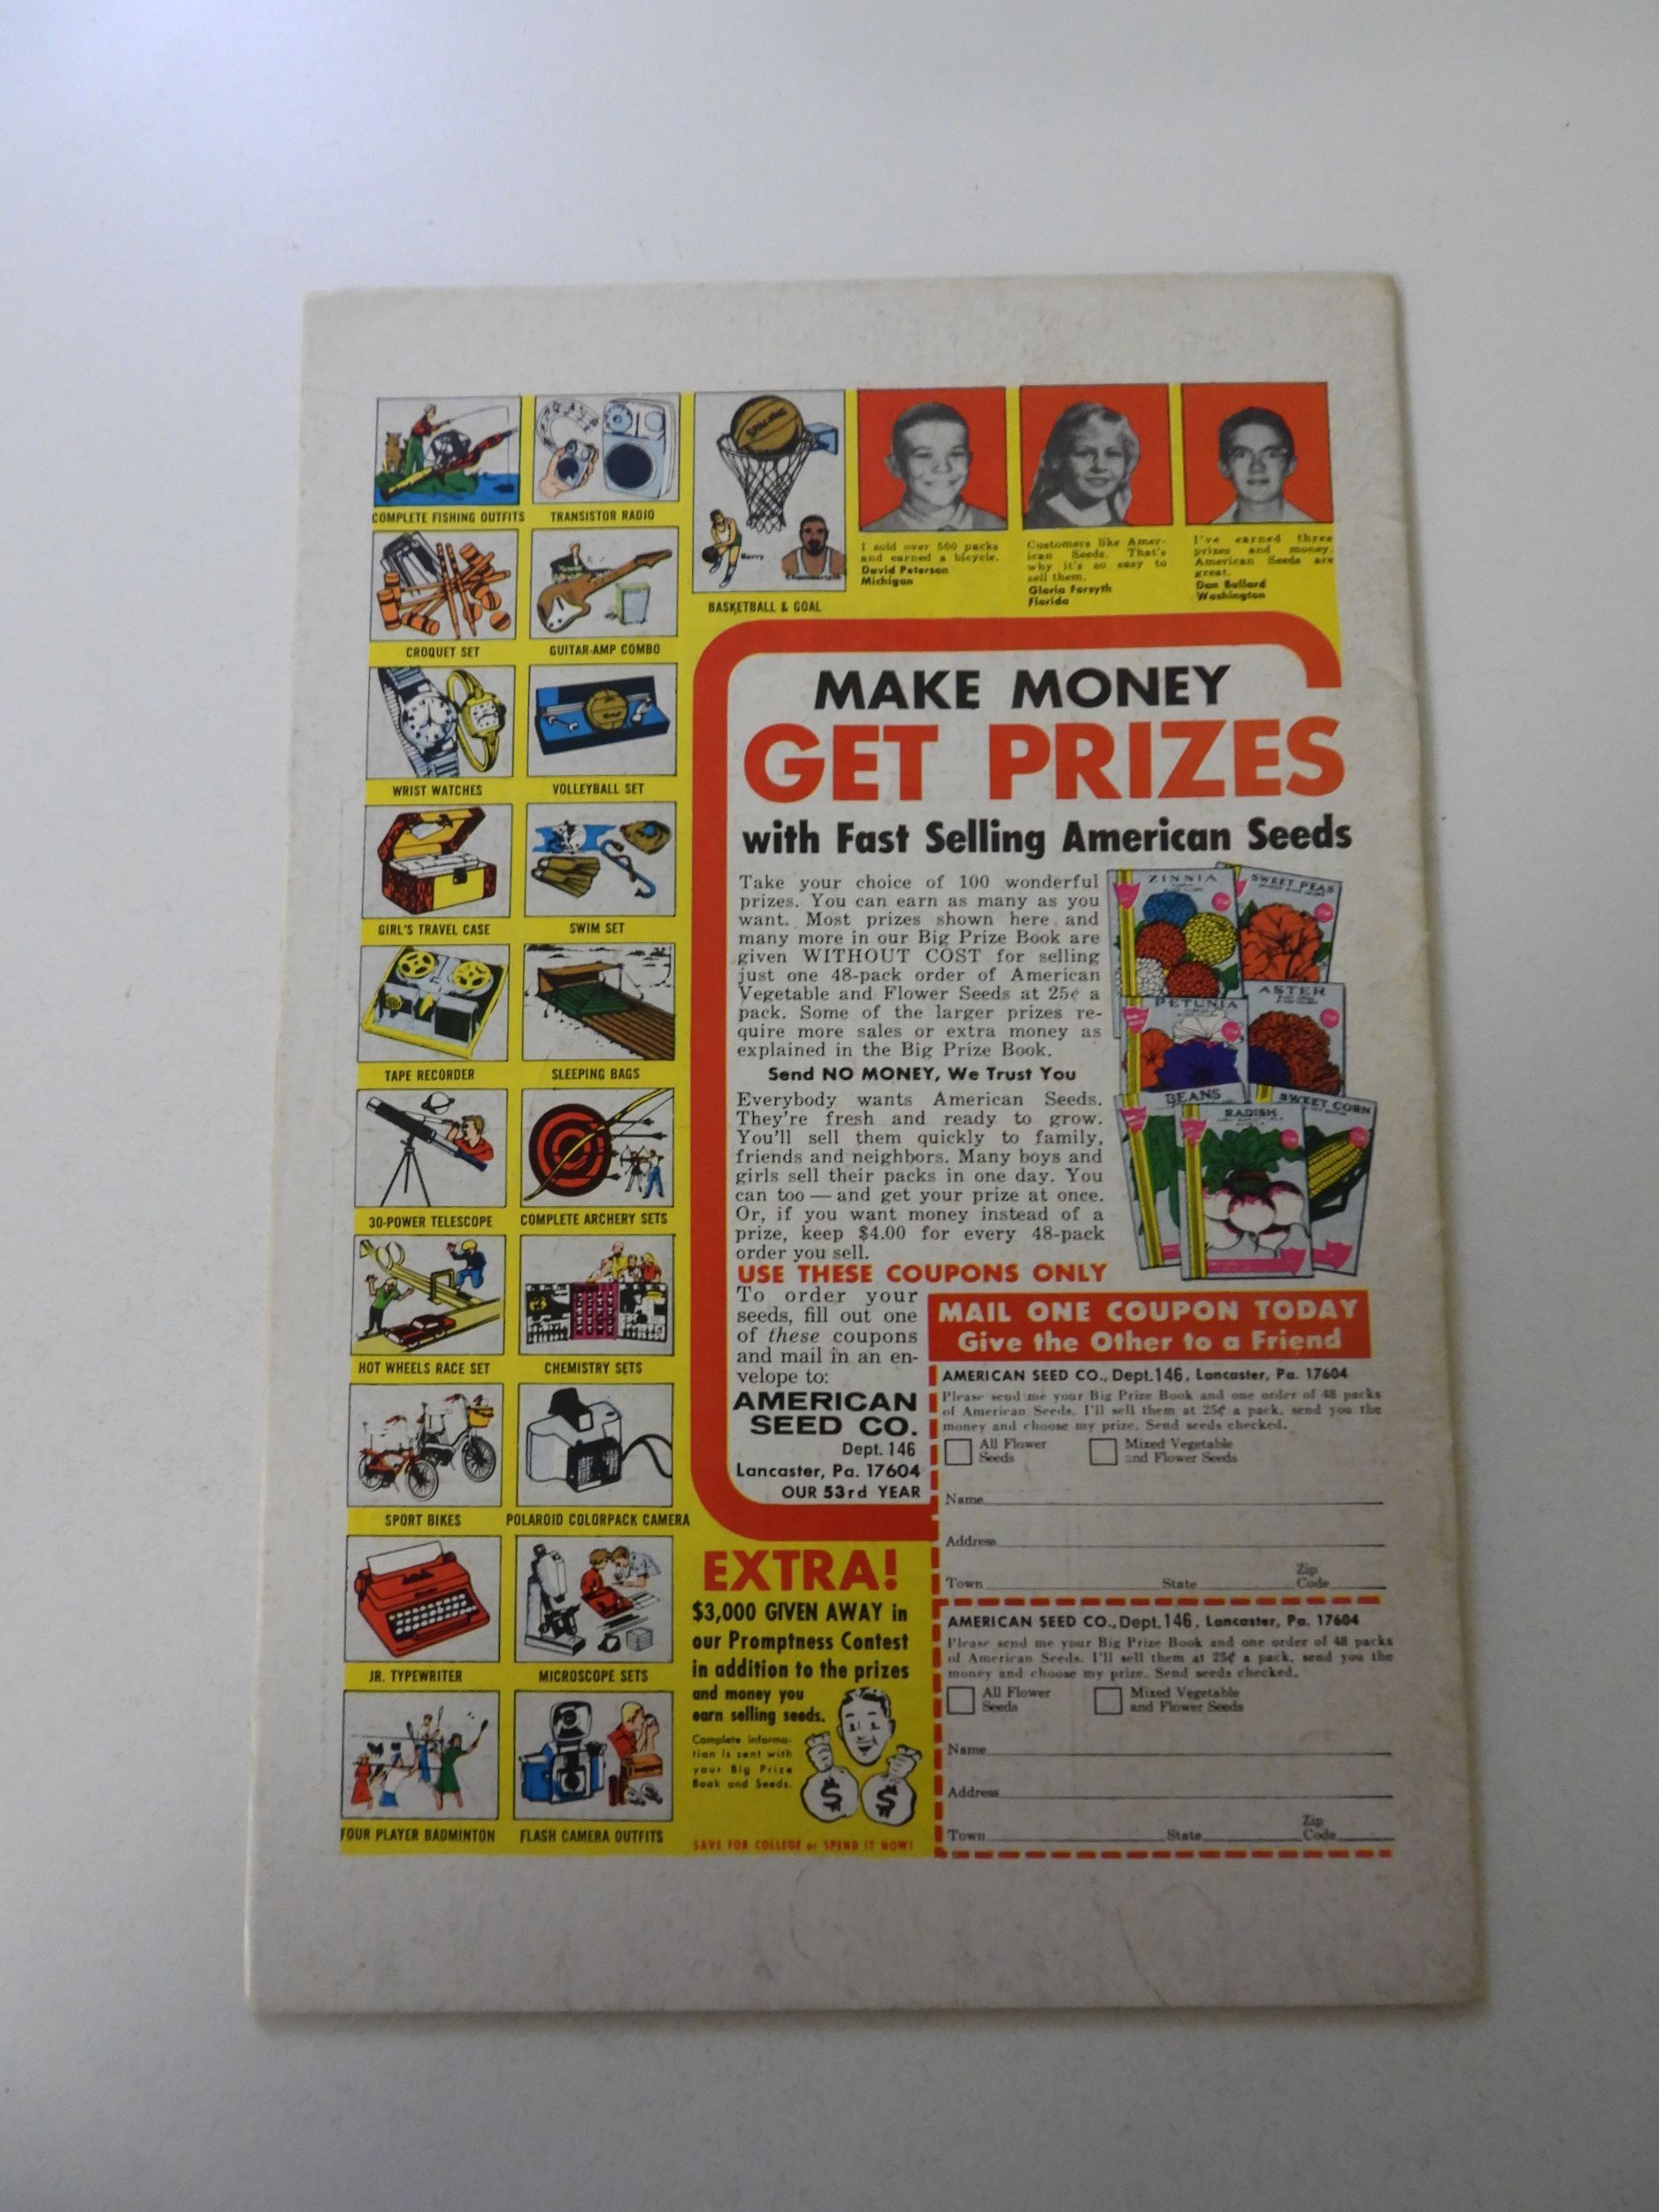 COMPLETE FISHING OUTFITS
TRANSISTOR RADIO
SPALDING
Barry
Chamberlain
BASKETBALL & GOAL
I sold over 500 packs
and earned a bicycle.
David Peterson
Michigan
Customers like Amer-
ican Seeds. That's
why it's so easy to
sell them.
Gloria Forsyth
Florida
I've earned three
prizes and money.
American Seeds are
great.
Dan Ballard
Washington
CROQUET SET
GUITAR-AMP COMBO
WRIST WATCHES
VOLLEYBALL SET
GIRL'S TRAVEL CASE
SWIM SET
TAPE RECORDER
SLEEPING BAGS
30-POWER TELESCOPE
COMPLETE ARCHERY SETS
HOT WHEELS RACE SET
CHEMISTRY SETS
SPORT BIKES
POLAROID COLORPACK CAMERA
JR. TYPEWRITER
MICROSCOPE SETS
FOUR PLAYER BADMINTON
FLASH CAMERA OUTFITS
MAKE MONEY
GET PRIZES
with Fast Selling American Seeds
Take your choice of 100 wonderful
prizes. You can earn as many as you
want. Most prizes shown here and
many more in our Big Prize Book are
given WITHOUT COST for selling
just one 48-pack order of American
Vegetable and Flower Seeds at 25¢ a
pack. Some of the larger prizes re-
quire more sales or extra money as
explained in the Big Prize Book.
Send NO MONEY, We Trust You
Everybody wants American Seeds.
They're fresh and ready to grow.
You'll sell them quickly to family,
friends and neighbors. Many boys and
girls sell their packs in one day. You
can too — and get your prize at once.
Or, if you want money instead of a
prize, keep $4.00 for every 48-pack
order you sell.
ZINNIA
SWEET PEAS
PETUNIA
ASTER
BEANS
RADISH
SWEET CORN
USE THESE COUPONS ONLY
To order your
seeds, fill out one
of these coupons
and mail in an en-
velope to:
AMERICAN
SEED CO.
Dept. 146
Lancaster, Pa. 17604
OUR 53rd YEAR
MAIL ONE COUPON TODAY
Give the Other to a Friend
AMERICAN SEED CO., Dept. 146, Lancaster, Pa. 17604
Please send me your Big Prize Book and one order of 48 packs
of American Seeds. I'll sell them at 25¢ a pack, send you the
money and choose my prize. Send seeds checked.
All Flower
Seeds
Mixed Vegetable
and Flower Seeds
Name
Address
Town State Zip Code
AMERICAN SEED CO., Dept. 146, Lancaster, Pa. 17604
Please send me your Big Prize Book and one order of 48 packs
of American Seeds. I'll sell them at 25¢ a pack, send you the
money and choose my prize. Send seeds checked.
All Flower
Seeds
Mixed Vegetable
and Flower Seeds
Name
Address
Town State Zip Code
EXTRA!
$3,000 GIVEN AWAY in
our Promptness Contest
in addition to the prizes
and money you
earn selling seeds.
Complete informa-
tion is sent with
your Big Prize
Book and Seeds.
$ $
SAVE FOR COLLEGE or SPEND IT NOW!